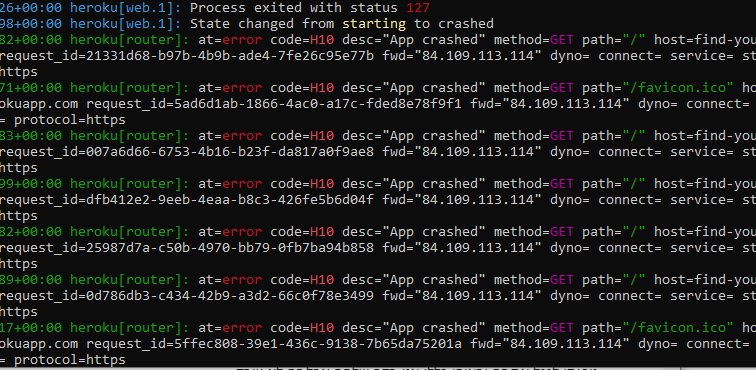 26+00:00 heroku[web.1]: Process exited with status 127
98+00:00 heroku[web.1]: State changed from starting to crashed
82+00:00 heroku[router]: at=error code=H10 desc="App crashed" method=GET path="/" host=find-you
request_id=21331d68-b97b-4b9b-ade4-7fe26c95e77b fwd="84.109.113.114" dyno= connect= service= st
https
71+00:00 heroku[router]: at=error code=H10 desc="App crashed" method=GET path="/favicon.ico" ho
okuapp.com request_id=5ad6d1ab-1866-4ac0-a17c-fded8e78f9f1 fwd="84.109.113.114" dyno= connect=
= protocol=https
83+00:00 heroku[router]: at=error code=H10 desc="App crashed" method=GET path="/" host=find-you
request_id=007a6d66-6753-4b16-b23f-da817a0f9ae8 fwd="84.109.113.114" dyno= connect= service= st
https
99+00:00 heroku[router]: at=error code=H10 desc="App crashed" method=GET path="/" host=find-you
request_id=dfb412e2-9eeb-4eaa-b8c3-426fe5b6d04f fwd="84.109.113.114" dyno= connect= service= st
https
82+00:00 heroku[router]: at=error code=H10 desc="App crashed" method=GET path="/" host=find-you
request_id=25987d7a-c50b-4970-bb79-0fb7ba94b858 fwd="84.109.113.114" dyno= connect= service= st
https
89+00:00 heroku[router]: at=error code=H10 desc="App crashed" method=GET path="/" host=find-you
request_id=0d786db3-c434-42b9-a3d2-66c0f78e3499 fwd="84.109.113.114" dyno= connect= service= st
https
17+00:00 heroku[router]: at=error code=H10 desc="App crashed" method=GET path="/favicon.ico" ho
okuapp.com request_id=5ffec808-39e1-436c-9138-7b65da75201a fwd="84.109.113.114" dyno= connect=
= protocol=https